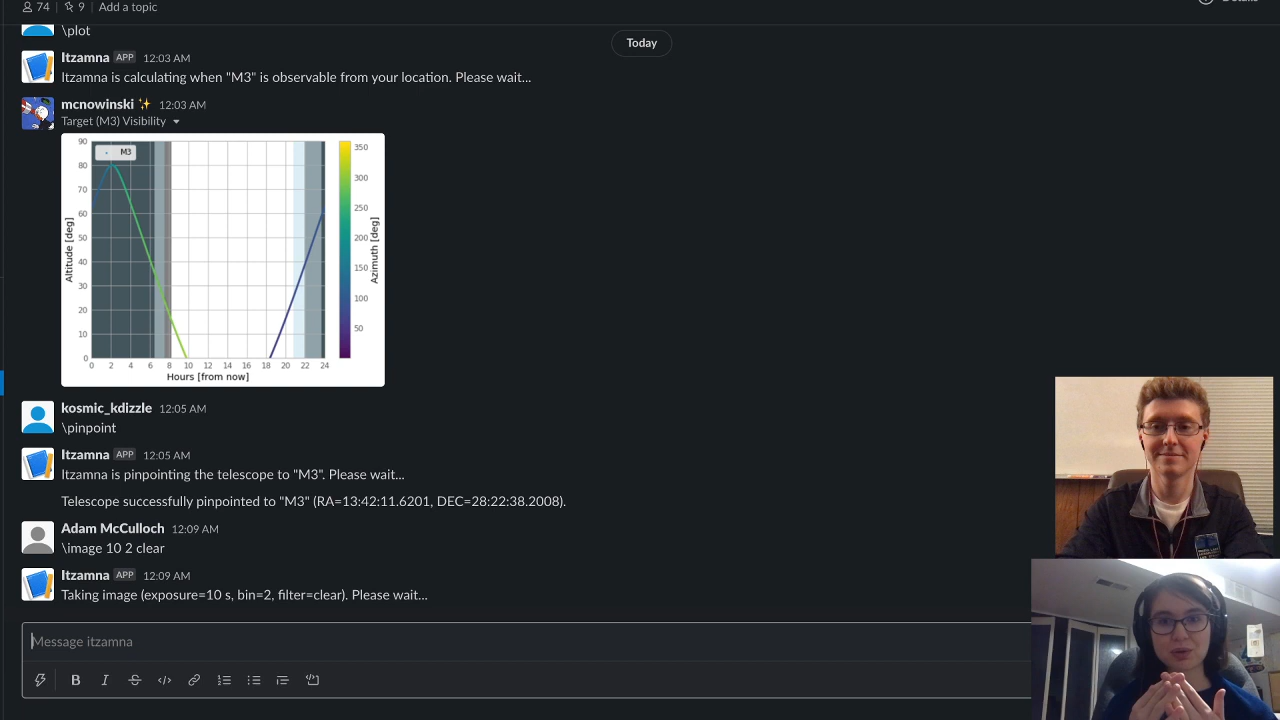 74 | 9 | Add a topic
\plot
Today
Itzamna APP 12:03 AM
Itzamna is calculating when "M3" is observable from your location. Please wait...
mcnowinski ✨ 12:03 AM
Target (M3) Visibility
M3
90
80
70
60
50
40
30
20
10
0
Altitude [deg]
0 2 4 6 8 10 12 14 16 18 20 22 24
Hours [from now]
350
300
250
200
150
100
50
Azimuth [deg]
kosmic_kdizzle 12:05 AM
\pinpoint
Itzamna APP 12:05 AM
Itzamna is pinpointing the telescope to "M3". Please wait...
Telescope successfully pinpointed to "M3" (RA=13:42:11.6201, DEC=28:22:38.2008).
Adam McCulloch 12:09 AM
\image 10 2 clear
Itzamna APP 12:09 AM
Taking image (exposure=10 s, bin=2, filter=clear). Please wait...
Message itzamna
B I S